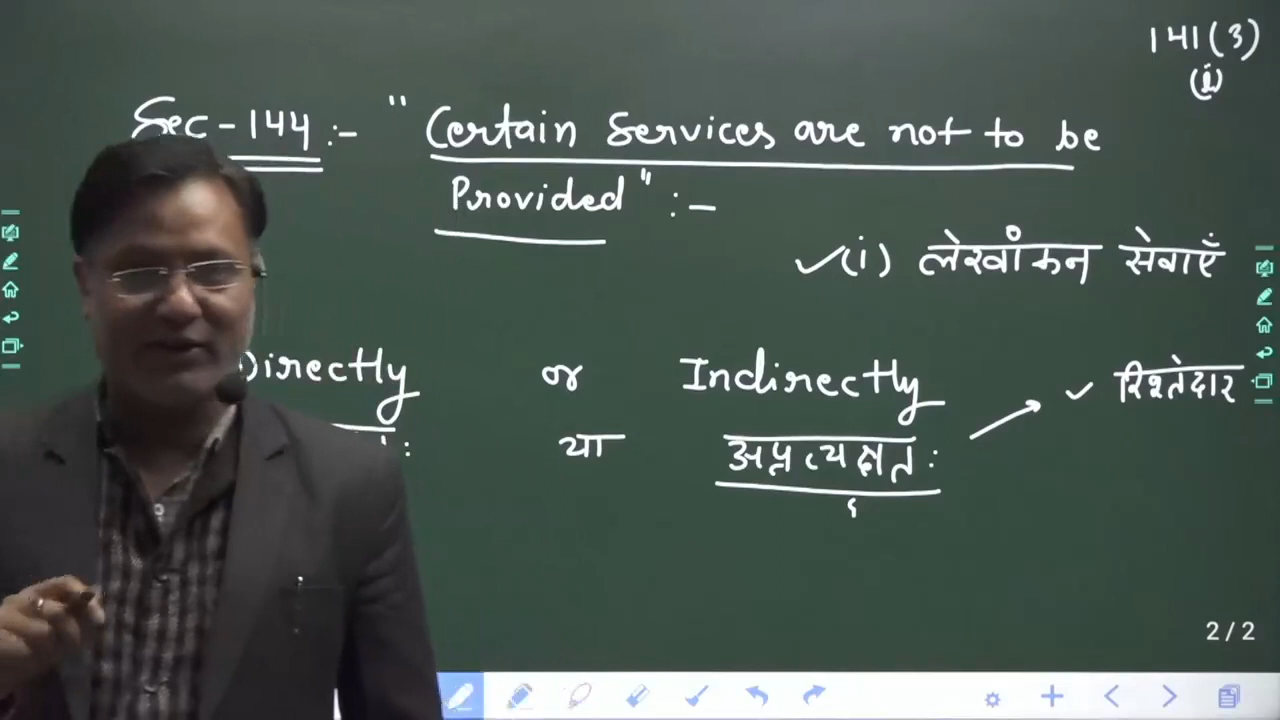 141(3)
(i)
Sec-144:- "Certain Services are not to be
Provided":-
(i) लेखांकन सेवाएँ
Directly or Indirectly
रिश्तेदार
या अप्रत्यक्षत:
2/2